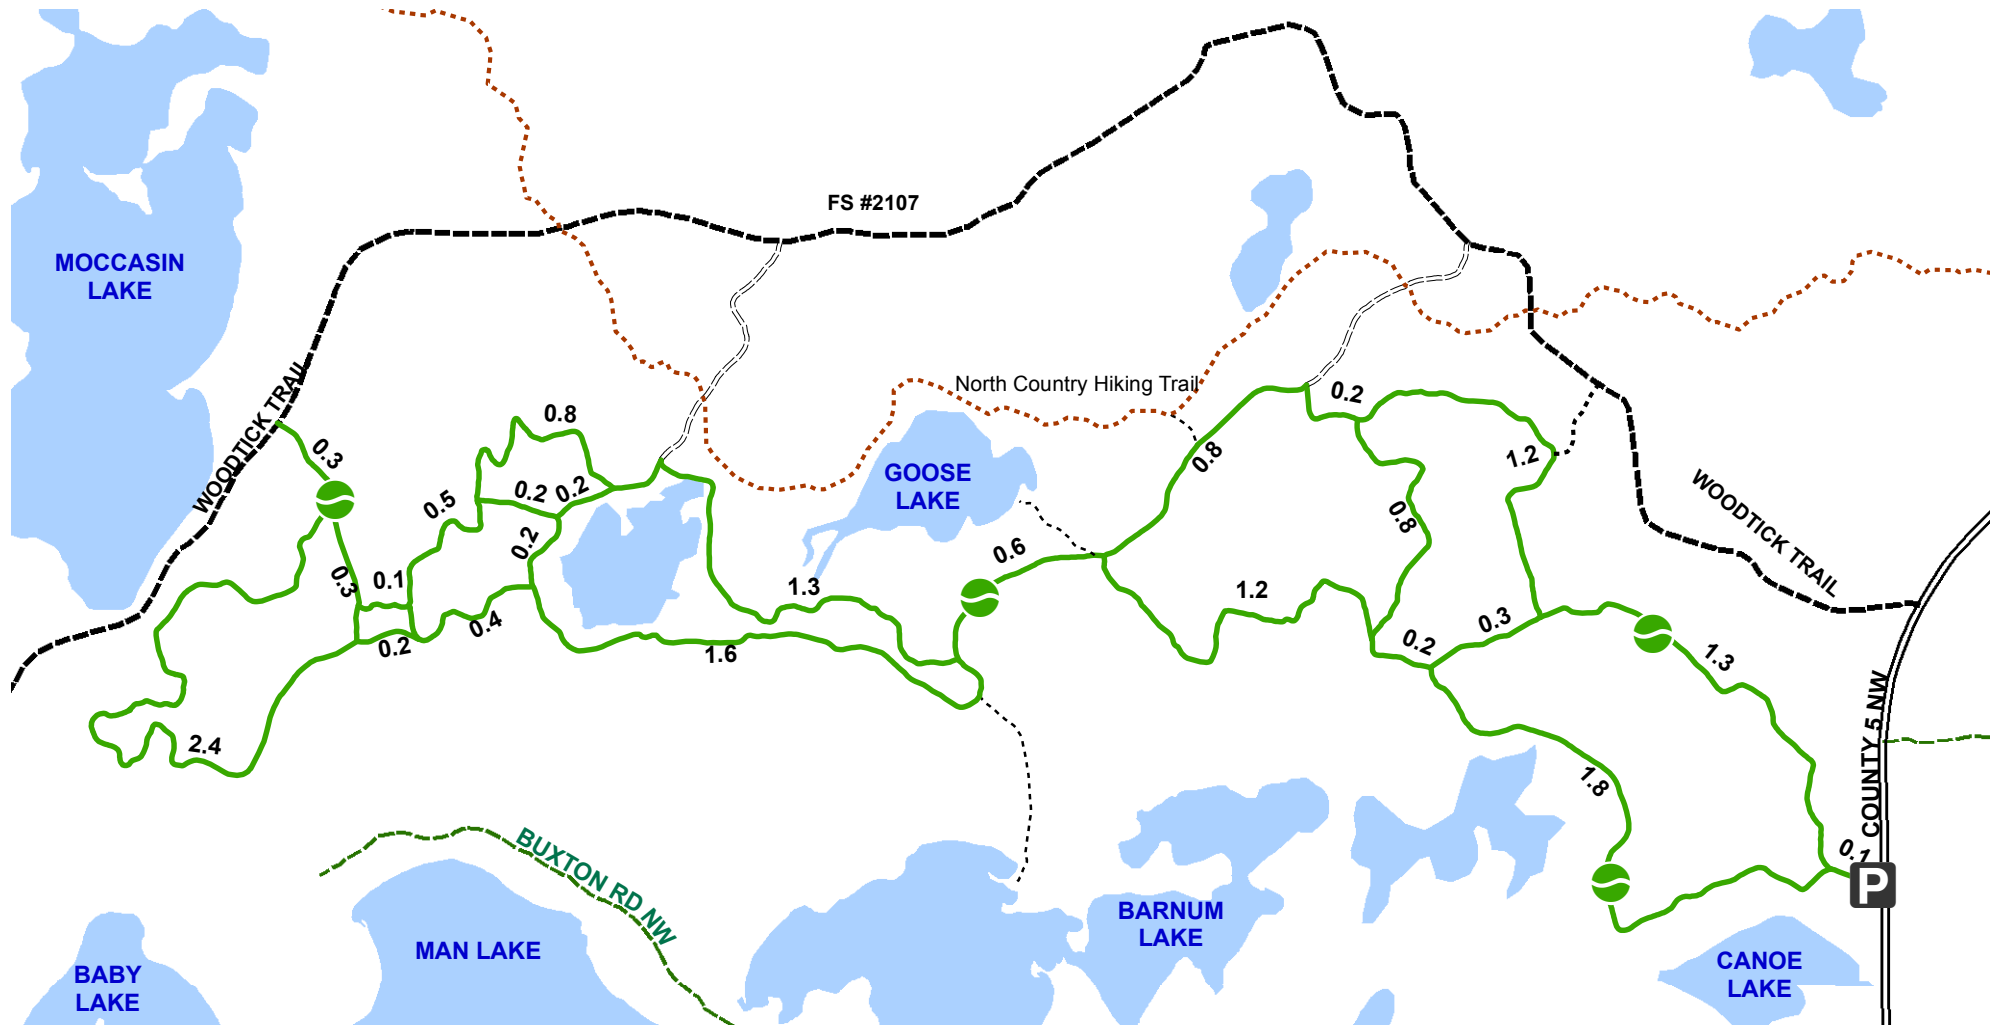 FS #2107
MOCCASIN
LAKE
WOODTICK TRAIL
North Country Hiking Trail
0.2
0.8
0.3
0.8
1.2
GOOSE
LAKE
WOODTICK TRAIL
0.2
0.2
0.5
0.8
0.2
0.6
0.3
0.1
1.3
1.2
0.4
0.2
1.6
0.2
0.3
1.3
2.4
1.8
COUNTY 5 NW
0.1
P
BUXTON RD NW
BARNUM
LAKE
MAN LAKE
BABY
LAKE
CANOE
LAKE